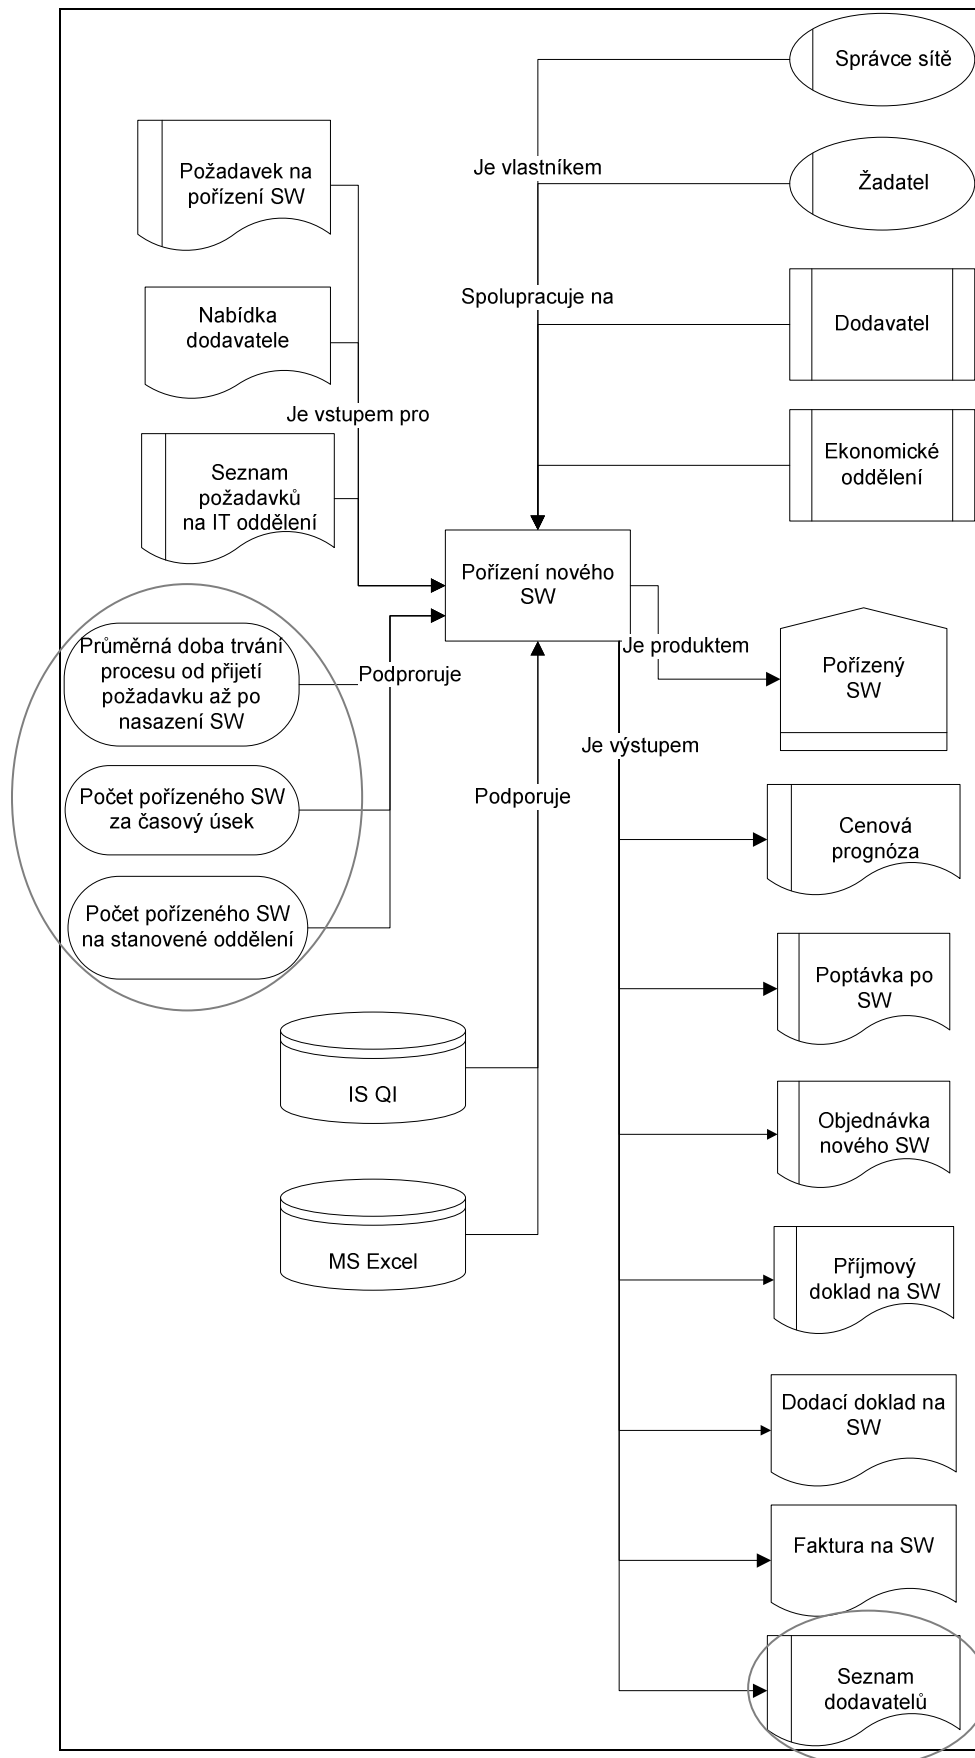 Správce sítě
Je vlastníkem
Žadatel
Požadavek na
pořízení SW
Spolupracuje na
Dodavatel
Nabídka
dodavatele
Je vstupem pro
Ekonomické
oddělení
Seznam
požadavků
na IT oddělení
Pořízení nového
SW
Průměrná doba trvání
procesu od přijetí
požadavku až po
nasazení SW
Podproruje
Je produktem
Pořízený
SW
Je výstupem
Počet pořízeného SW
za časový úsek
Podporuje
Cenová
prognóza
Počet pořízeného SW
na stanovené oddělení
Poptávka po
SW
IS QI
Objednávka
nového SW
MS Excel
Příjmový
doklad na SW
Dodací doklad na
SW
Faktura na SW
Seznam
dodavatelů